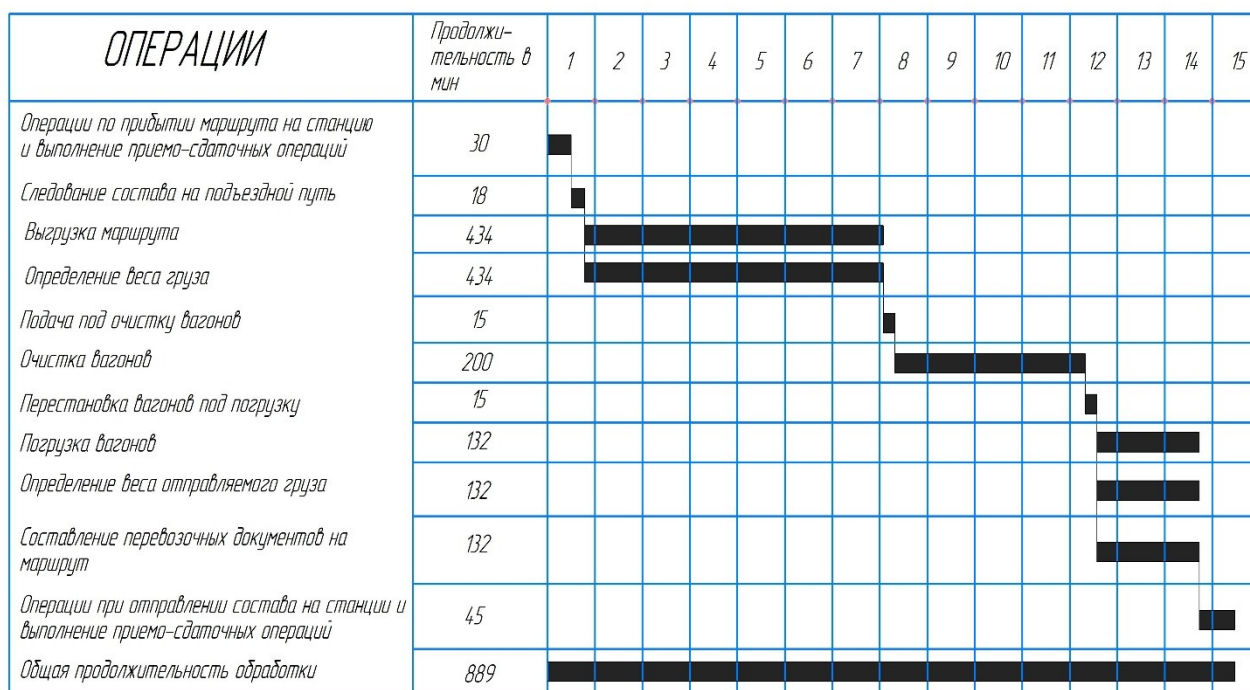 ОПЕРАЦИИ
Продолжи-
тельность в
мин
1 2 3 4 5 6 7 8 9 10 11 12 13 14 15
Операции по прибытии маршрута на станцию
и выполнение приемо-сдаточных операций
30
Следование состава на подъездной путь
18
Выгрузка маршрута
434
Определение веса груза
434
Подача под очистку вагонов
15
Очистка вагонов
200
Перестановка вагонов под погрузку
15
Погрузка вагонов
132
Определение веса отправляемого груза
132
Составление перевозочных документов на
маршрут
132
Операции при отправлении состава на станции и
выполнение приемо-сдаточных операций
45
Общая продолжительность обработки
889